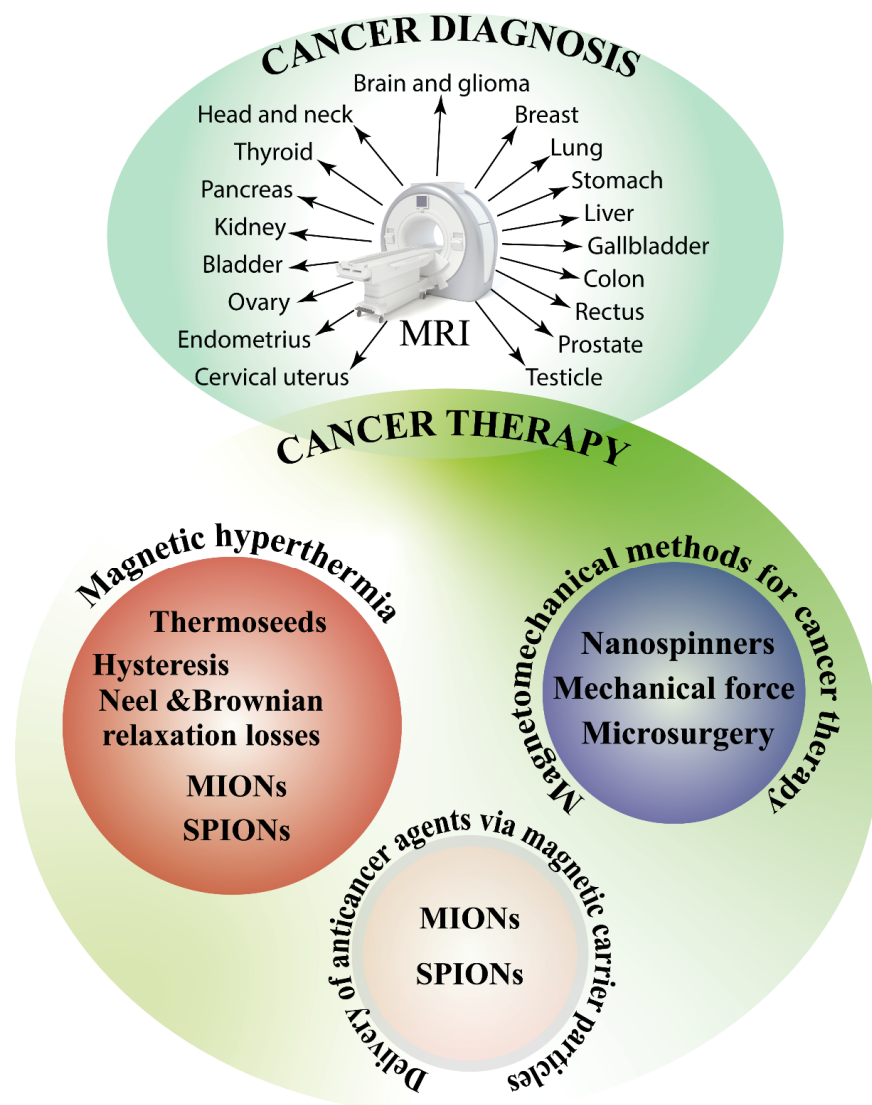 CANCER DIAGNOSIS
Brain and glioma
Head and neck
Breast
Thyroid
Lung
Pancreas
Stomach
Kidney
Liver
Gallbladder
Bladder
Colon
Ovary
Rectus
Endometrius
Prostate
Cervical uterus
Testicle
MRI
CANCER THERAPY
Magnetic hyperthermia
Thermoseeds
Hysteresis
Neel &Brownian
relaxation losses
MIONs
SPIONs
Magnetomechanical methods for cancer therapy
Nanospinners
Mechanical force
Microsurgery
Delivery of anticancer agents via magnetic carrier particles
MIONs
SPIONs